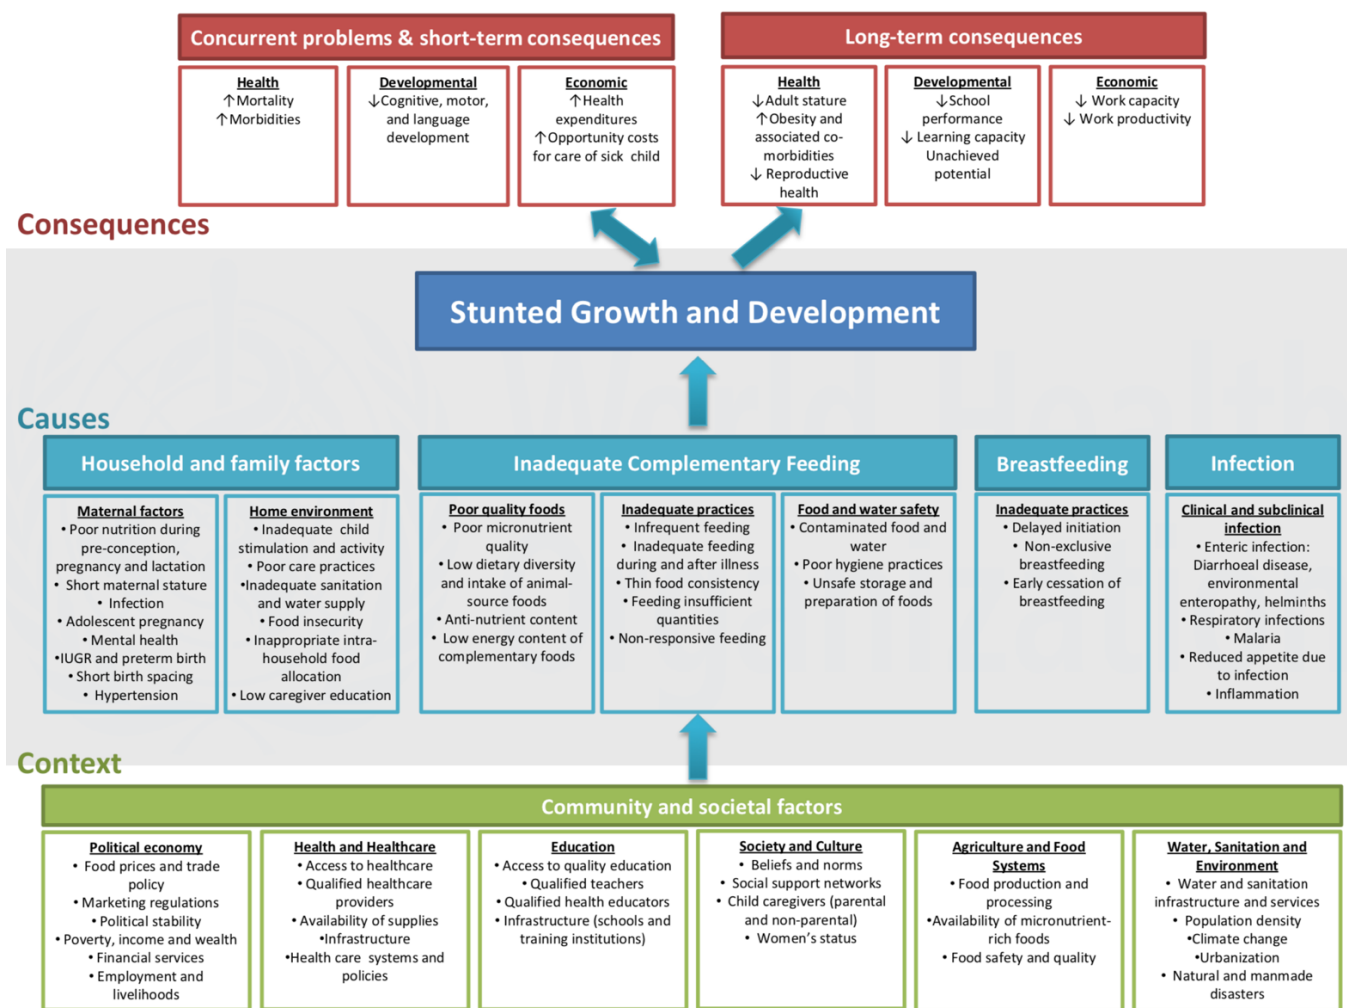 Concurrent problems & short-term consequences
Health
↑Mortality
↑Morbidities
Developmental
↓Cognitive, motor,
and language
development
Economic
↑Health
expenditures
↑Opportunity costs
for care of sick child
Long-term consequences
Health
↓Adult stature
↑Obesity and
associated co-
morbidities
↓ Reproductive
health
Developmental
↓School
performance
↓ Learning capacity
Unachieved
potential
Economic
↓ Work capacity
↓ Work productivity
Consequences
Stunted Growth and Development
Causes
Household and family factors
Maternal factors
• Poor nutrition during
pre-conception,
pregnancy and lactation
• Short maternal stature
• Infection
• Adolescent pregnancy
• Mental health
•IUGR and preterm birth
• Short birth spacing
• Hypertension
Home environment
• Inadequate child
stimulation and activity
• Poor care practices
•Inadequate sanitation
and water supply
• Food insecurity
• Inappropriate intra-
household food
allocation
• Low caregiver education
Inadequate Complementary Feeding
Poor quality foods
• Poor micronutrient
quality
• Low dietary diversity
and intake of animal-
source foods
• Anti-nutrient content
• Low energy content of
complementary foods
Inadequate practices
• Infrequent feeding
• Inadequate feeding
during and after illness
• Thin food consistency
• Feeding insufficient
quantities
• Non-responsive feeding
Food and water safety
• Contaminated food and
water
• Poor hygiene practices
• Unsafe storage and
preparation of foods
Breastfeeding
Inadequate practices
• Delayed initiation
• Non-exclusive
breastfeeding
• Early cessation of
breastfeeding
Infection
Clinical and subclinical
infection
• Enteric infection:
Diarrhoeal disease,
environmental
enteropathy, helminths
• Respiratory infections
• Malaria
• Reduced appetite due
to infection
• Inflammation
Context
Community and societal factors
Political economy
• Food prices and trade
policy
• Marketing regulations
• Political stability
• Poverty, income and wealth
• Financial services
• Employment and
livelihoods
Health and Healthcare
• Access to healthcare
• Qualified healthcare
providers
• Availability of supplies
•Infrastructure
•Health care systems and
policies
Education
• Access to quality education
• Qualified teachers
• Qualified health educators
• Infrastructure (schools and
training institutions)
Society and Culture
• Beliefs and norms
• Social support networks
• Child caregivers (parental
and non-parental)
• Women's status
Agriculture and Food
Systems
• Food production and
processing
•Availability of micronutrient-
rich foods
• Food safety and quality
Water, Sanitation and
Environment
• Water and sanitation
infrastructure and services
• Population density
•Climate change
•Urbanization
• Natural and manmade
disasters